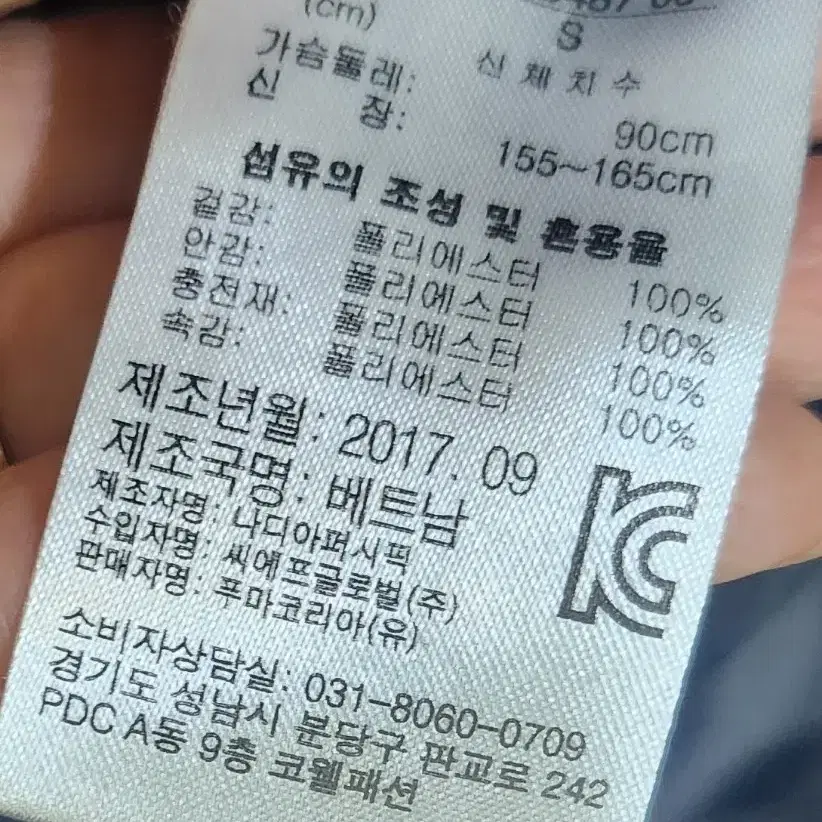 (cm)
S
신체치수
가슴둘레: 90cm
신 장: 155~165cm
섬유의 조성 및 혼용율
겉감: 폴리에스터 100%
안감: 폴리에스터 100%
충전재: 폴리에스터 100%
속감: 폴리에스터 100%
제조년월: 2017. 09
제조국명: 베트남
제조자명: 나디아퍼시픽
수입자명: 씨에프글로벌(주)
판매자명: 푸마코리아(유)
소비자상담실: 031-8060-0709
경기도 성남시 분당구 판교로 242
PDC A동 9층 코웰패션